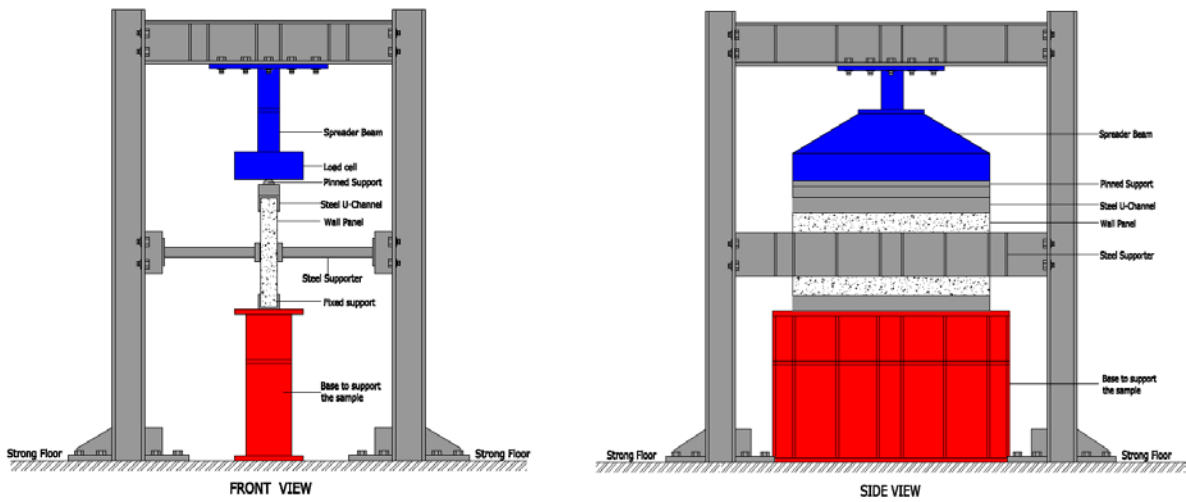 Spreader Beam
Load cell
Pinned Support
Steel U-Channel
Wall Panel
Steel Supporter
Fixed support
Base to support
the sample
Strong Floor
Strong Floor
FRONT VIEW
Spreader Beam
Pinned Support
Steel U-Channel
Wall Panel
Steel Supporter
Base to support
the sample
Strong Floor
Strong Floor
SIDE VIEW